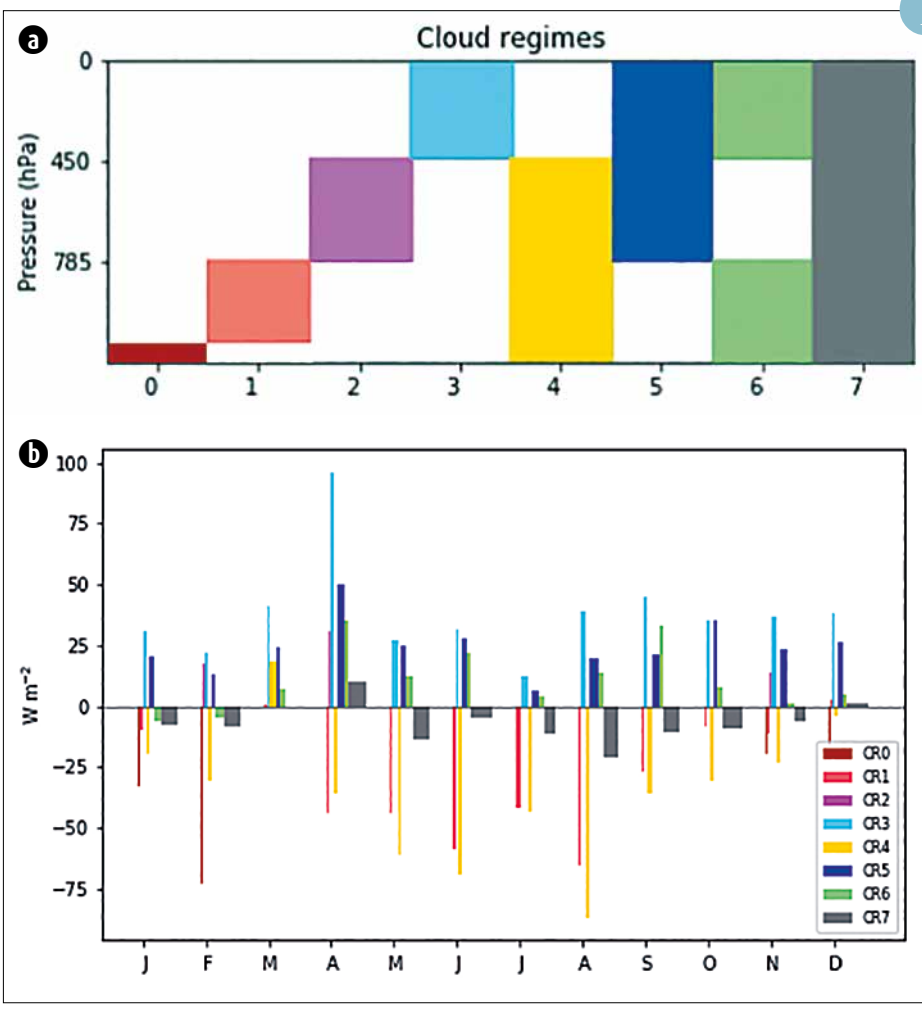 a
Cloud regimes
Pressure (hPa)
0
450
785
0 1 2 3 4 5 6 7
b
W m⁻²
100
75
50
25
0
−25
−50
−75
J F M A M J J A S O N D
CR0
CR1
CR2
CR3
CR4
CR5
CR6
CR7